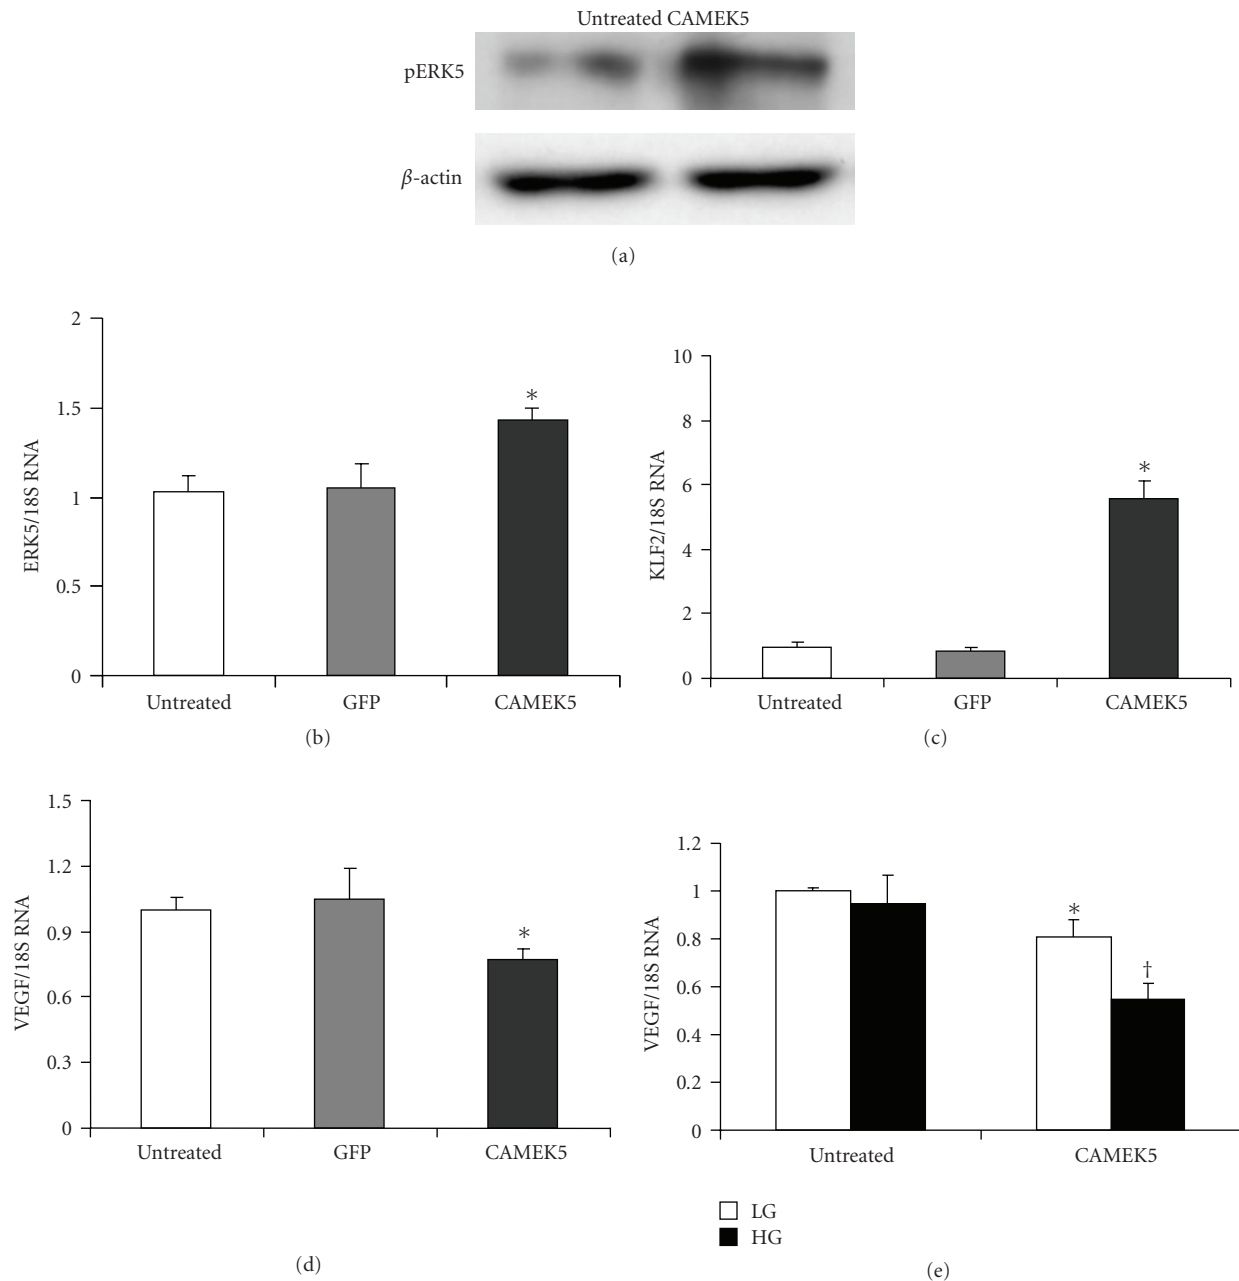 Untreated CAMEK5
pERK5
β-actin
(a)
2
1.5
1
0.5
0
ERK5/18S RNA
*
Untreated GFP CAMEK5
(b)
10
8
6
4
2
0
KLF2/18S RNA
*
Untreated GFP CAMEK5
(c)
1.5
1.2
0.9
0.6
0.3
0
VEGF/18S RNA
*
Untreated GFP CAMEK5
(d)
1.2
1
0.8
0.6
0.4
0.2
0
VEGF/18S RNA
*
†
Untreated CAMEK5
LG
HG
(e)